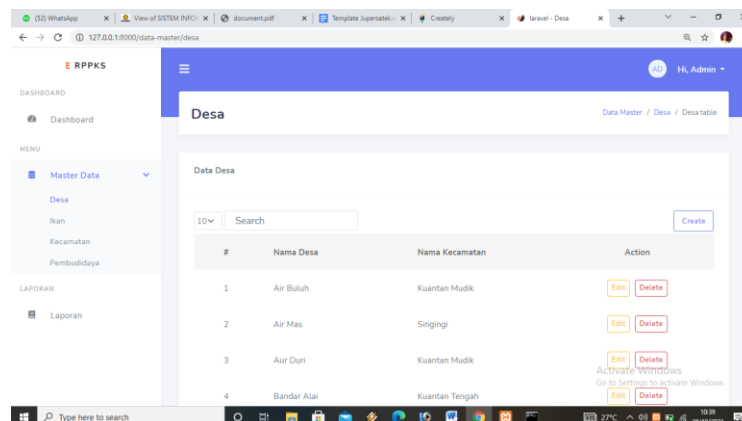 (52) WhatsApp
View of SISTEM INFO
document.pdf
Template Jupersatek
Creately
laravel - Desa
127.0.0.1:8000/data-master/desa
E RPPKS
AD Hi, Admin
DASHBOARD
Dashboard
Desa
Data Master / Desa / Desa table
MENU
Master Data
Data Desa
Desa
Ikan
10 Search
Create
Kecamatan
# Nama Desa Nama Kecamatan Action
Pembudidaya
LAPORAN
1 Air Buluh Kuantan Mudik Edit Delete
Laporan
2 Air Mas Singingi Edit Delete
3 Aur Duri Kuantan Mudik Edit Delete
Activate Windows
Go to Settings to activate Windows.
4 Bandar Alai Kuantan Tengah Edit Delete
Type here to search
27°C
10:39